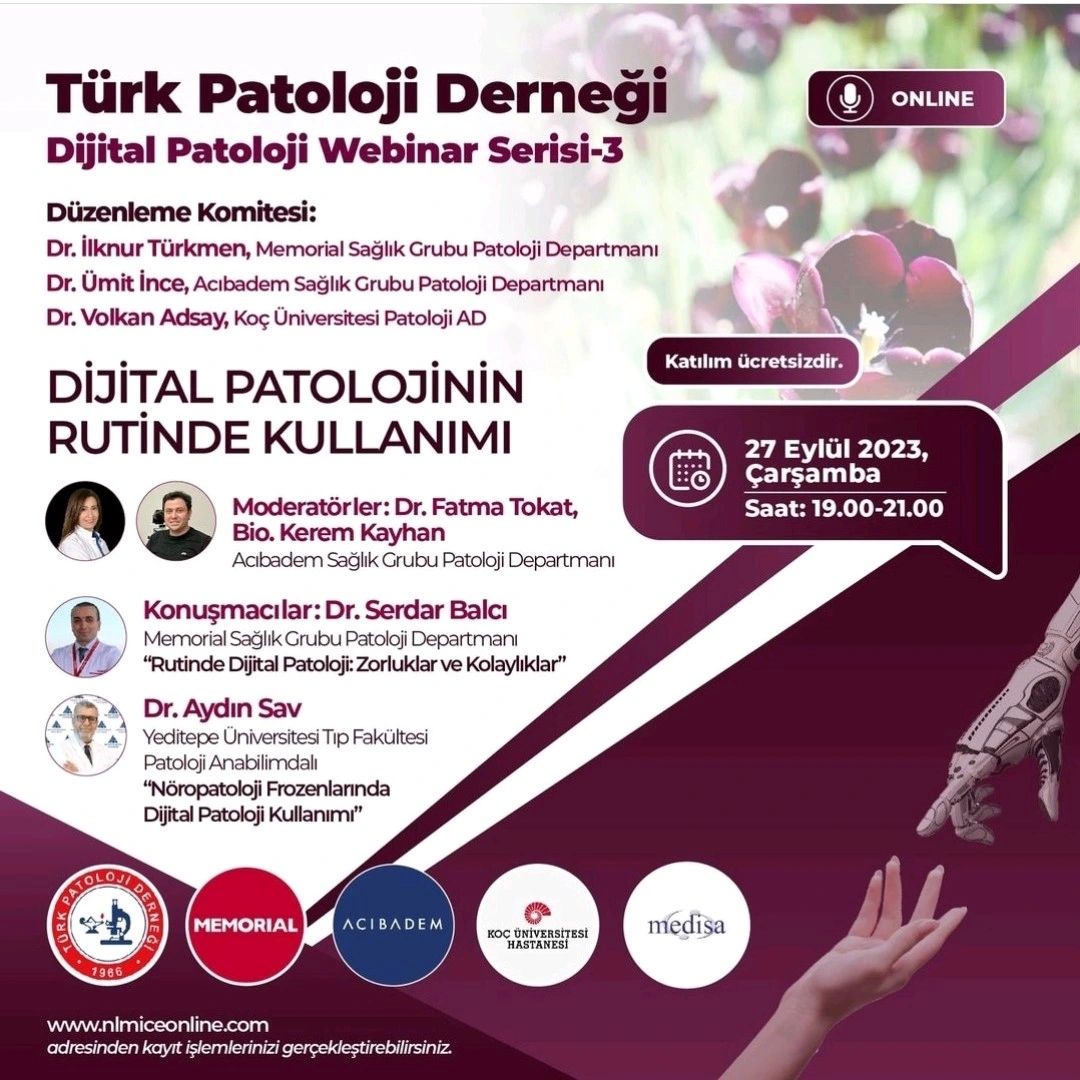 Türk Patoloji Derneği
Dijital Patoloji Webinar Serisi-3
ONLINE
Düzenleme Komitesi:
Dr. İlknur Türkmen, Memorial Sağlık Grubu Patoloji Departmanı
Dr. Ümit İnce, Acıbadem Sağlık Grubu Patoloji Departmanı
Dr. Volkan Adsay, Koç Üniversitesi Patoloji AD
Katılım ücretsizdir.
DİJİTAL PATOLOJİNİN
RUTİNDE KULLANIMI
27 Eylül 2023,
Çarşamba
Saat: 19.00-21.00
Moderatörler: Dr. Fatma Tokat,
Bio. Kerem Kayhan
Acıbadem Sağlık Grubu Patoloji Departmanı
Konuşmacılar: Dr. Serdar Balcı
Memorial Sağlık Grubu Patoloji Departmanı
“Rutinde Dijital Patoloji: Zorluklar ve Kolaylıklar”
Dr. Aydın Sav
Yeditepe Üniversitesi Tıp Fakültesi
Patoloji Anabilimdalı
“Nöropatoloji Frozenlarında
Dijital Patoloji Kullanımı”
TÜRK PATOLOJİ DERNEĞİ
1966
MEMORIAL
ACIBADEM
KOÇ ÜNİVERSİTESİ
HASTANESİ
medisa
www.nlmiceonline.com
adresinden kayıt işlemlerinizi gerçekleştirebilirsiniz.